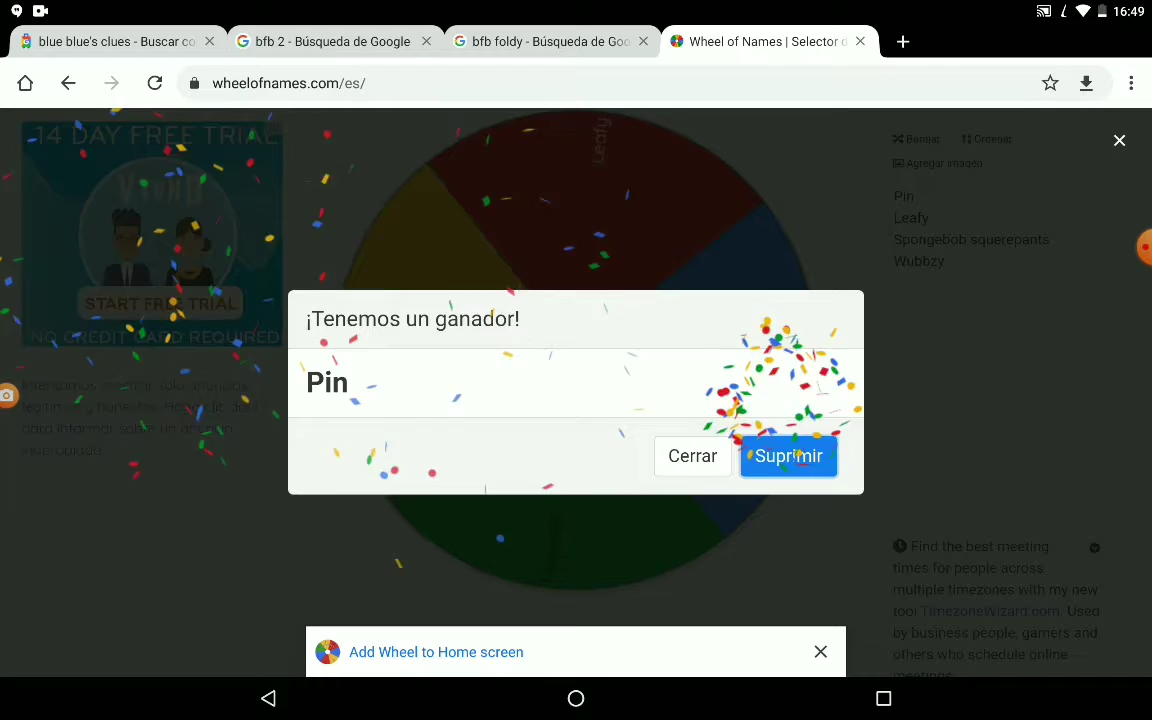 16:49
blue blue's clues - Buscar co
bfb 2 - Búsqueda de Google
bfb foldy - Búsqueda de Goo
Wheel of Names | Selector d
wheelofnames.com/es/
14 DAY FREE TRIAL
START FREE TRIAL
NO CREDIT CARD REQUIRED
Leafy
Ordenar
Agregar imagen
Pin
Leafy
Spongebob squerepants
Wubbzy
¡Tenemos un ganador!
Pin
Cerrar
Suprimir
Find the best meeting
times for people across
multiple timezones with my new
tool TimezoneWizard.com. Used
by business people, gamers and
others who schedule online
meetings.
Add Wheel to Home screen